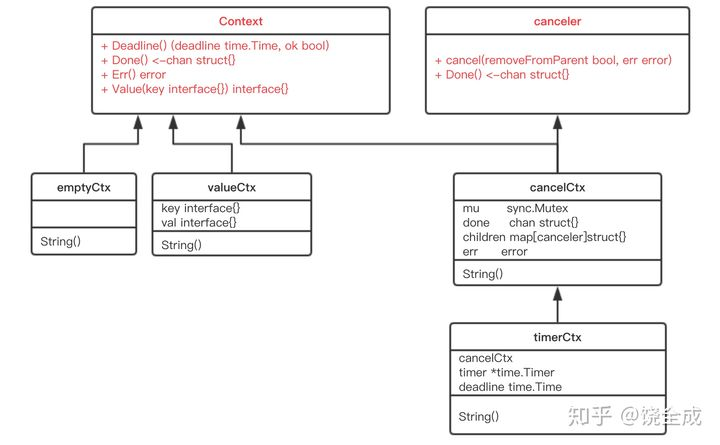 Context
+ Deadline() (deadline time.Time, ok bool)
+ Done() <-chan struct{}
+ Err() error
+ Value(key interface{}) interface{}
canceler
+ cancel(removeFromParent bool, err error)
+ Done() <-chan struct{}
emptyCtx
String()
valueCtx
key interface{}
val interface{}
String()
cancelCtx
mu sync.Mutex
done chan struct{}
children map[canceler]struct{}
err error
String()
timerCtx
cancelCtx
timer *time.Timer
deadline time.Time
String()
知乎 @饶全成